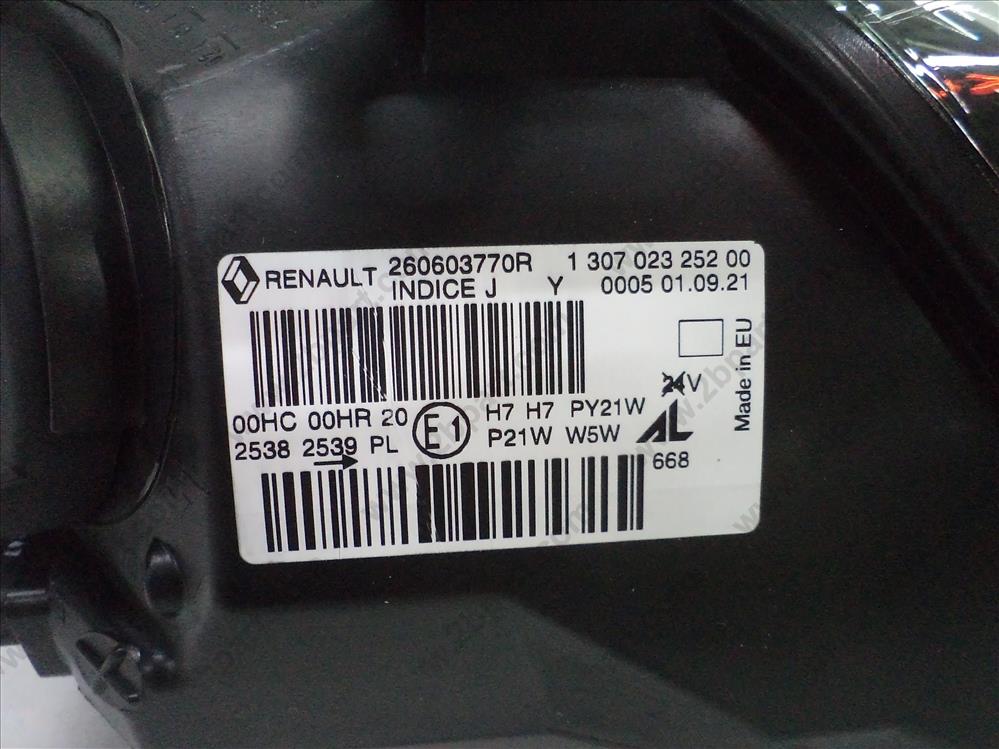 RENAULT 260603770R 1 307 023 252 00
INDICE J Y 0005 01.09.21
24V
Made in EU
00HC 00HR 20 E1 H7 H7 PY21W AL
2538 2539 PL P21W W5W
668